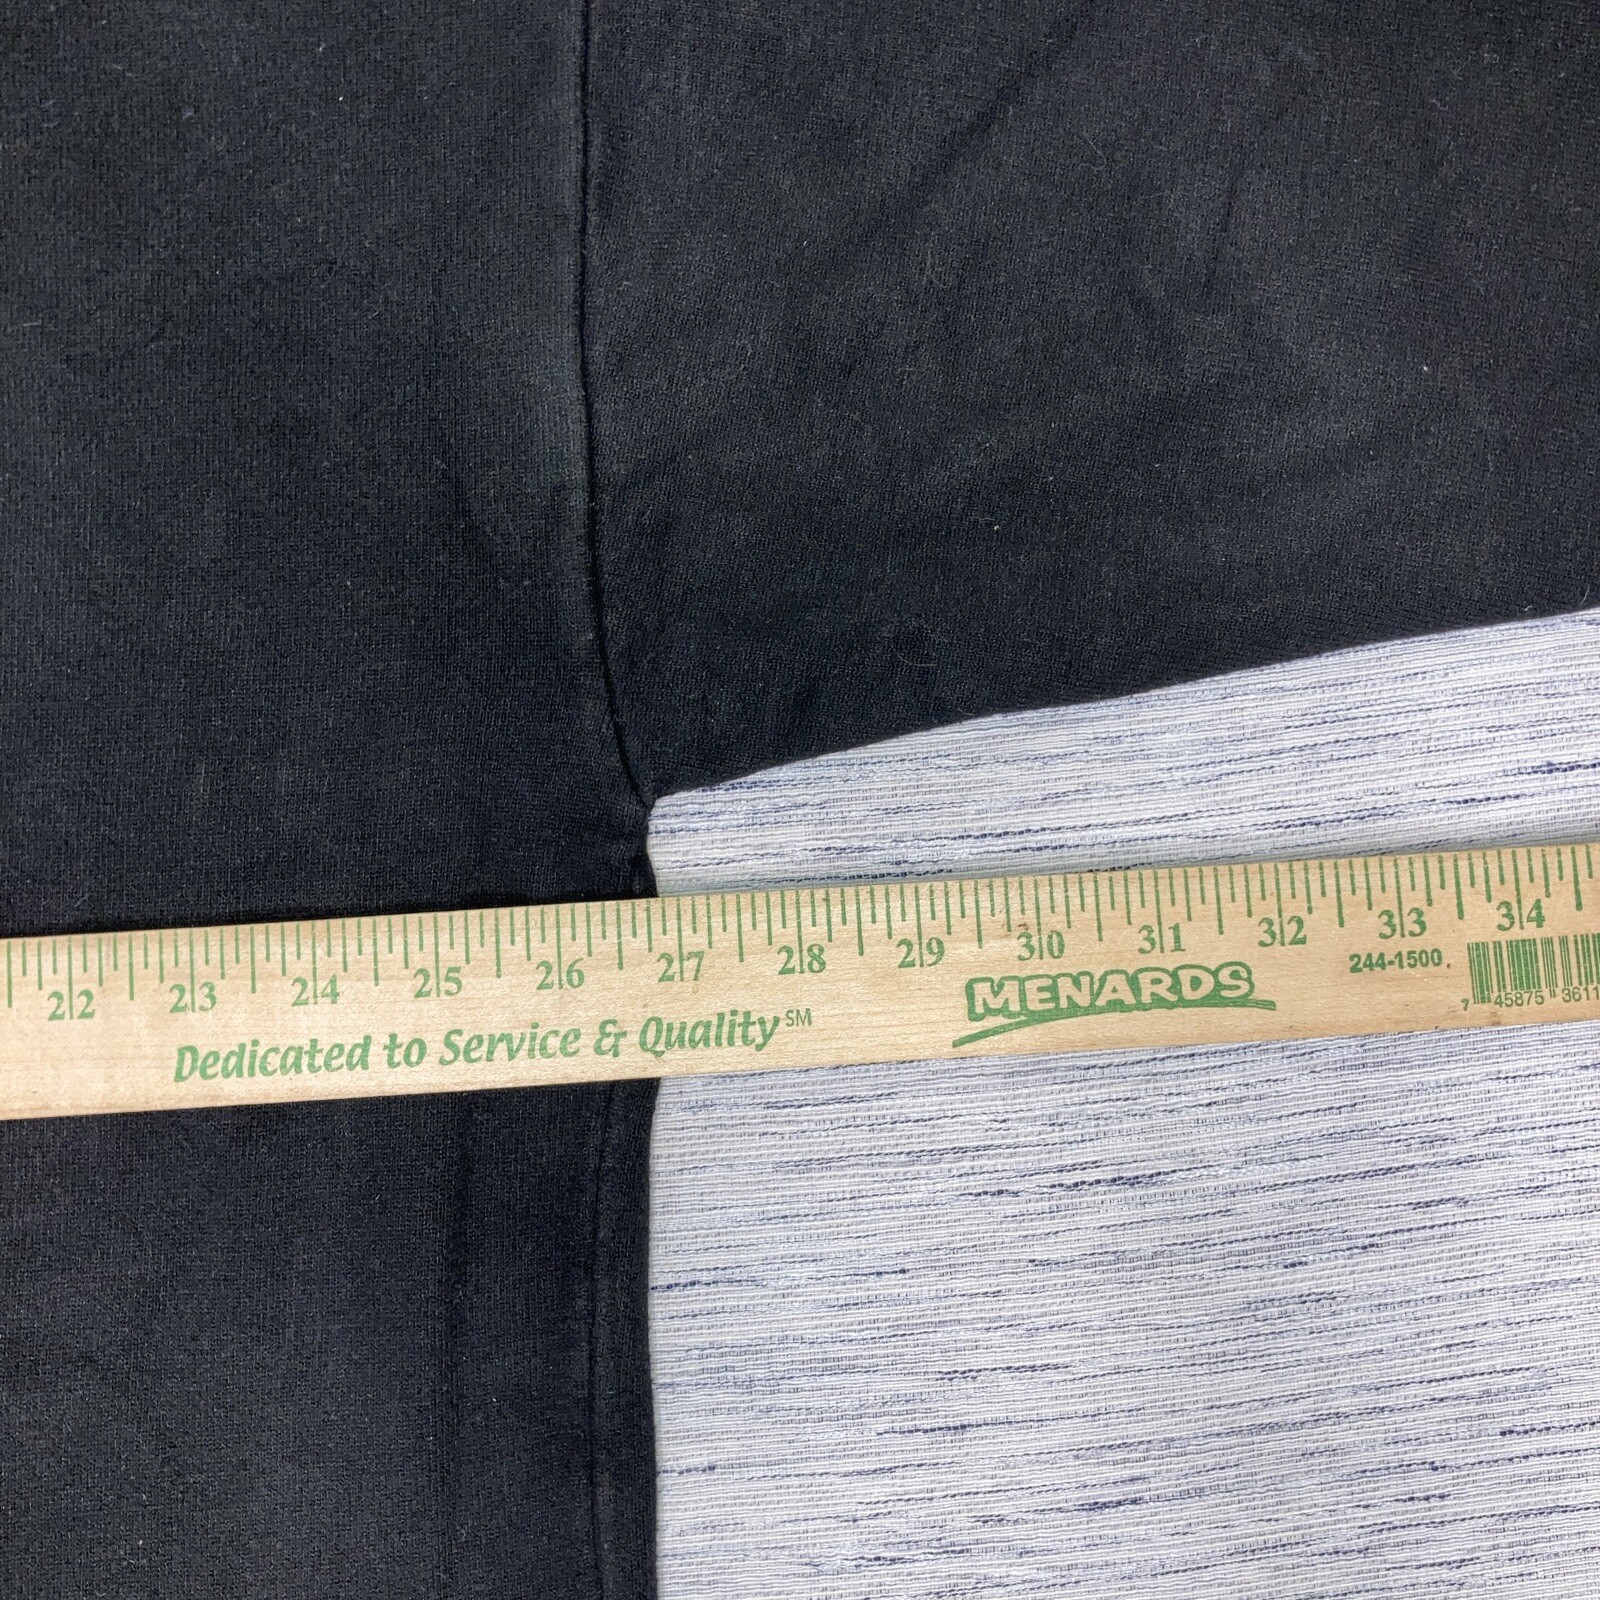 22 23 24 25 26 27 28 29 30 31 32 33 34
Dedicated to Service & Quality SM
MENARDS
244-1500
7 45875 3611